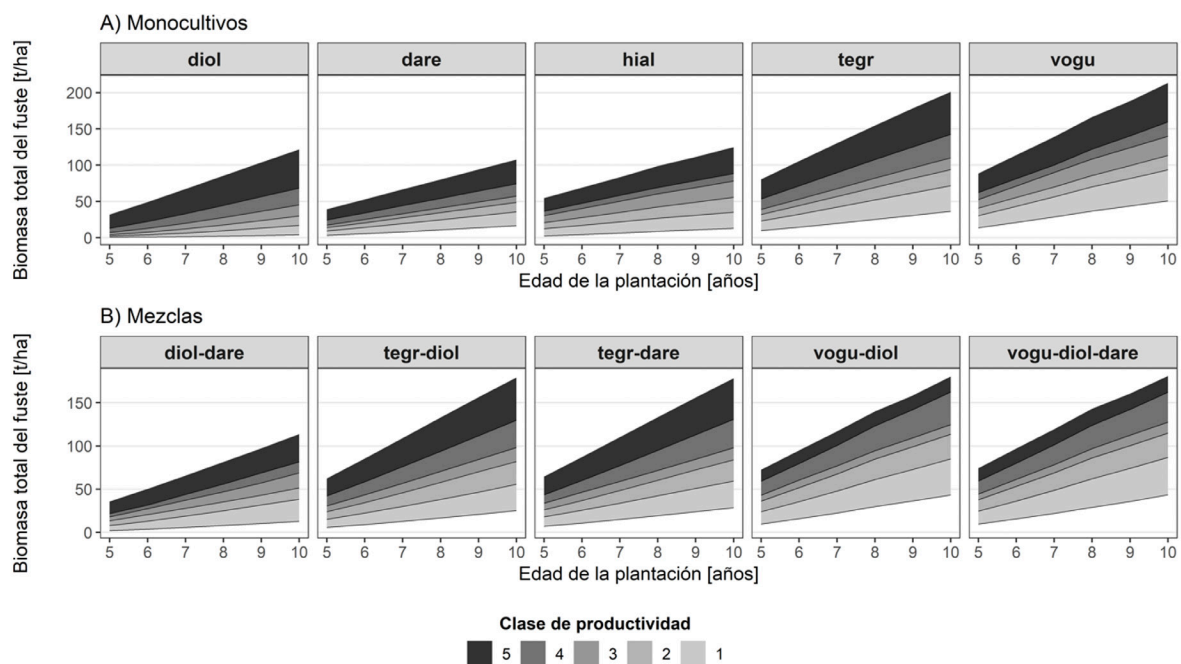 A) Monocultivos
diol dare hial tegr vogu
Biomasa total del fuste [t/ha]
200
150
100
50
0
5 6 7 8 9 10 5 6 7 8 9 10 5 6 7 8 9 10 5 6 7 8 9 10 5 6 7 8 9 10
Edad de la plantación [años]
B) Mezclas
diol-dare tegr-diol tegr-dare vogu-diol vogu-diol-dare
Biomasa total del fuste [t/ha]
150
100
50
0
5 6 7 8 9 10 5 6 7 8 9 10 5 6 7 8 9 10 5 6 7 8 9 10 5 6 7 8 9 10
Edad de la plantación [años]
Clase de productividad
5 4 3 2 1